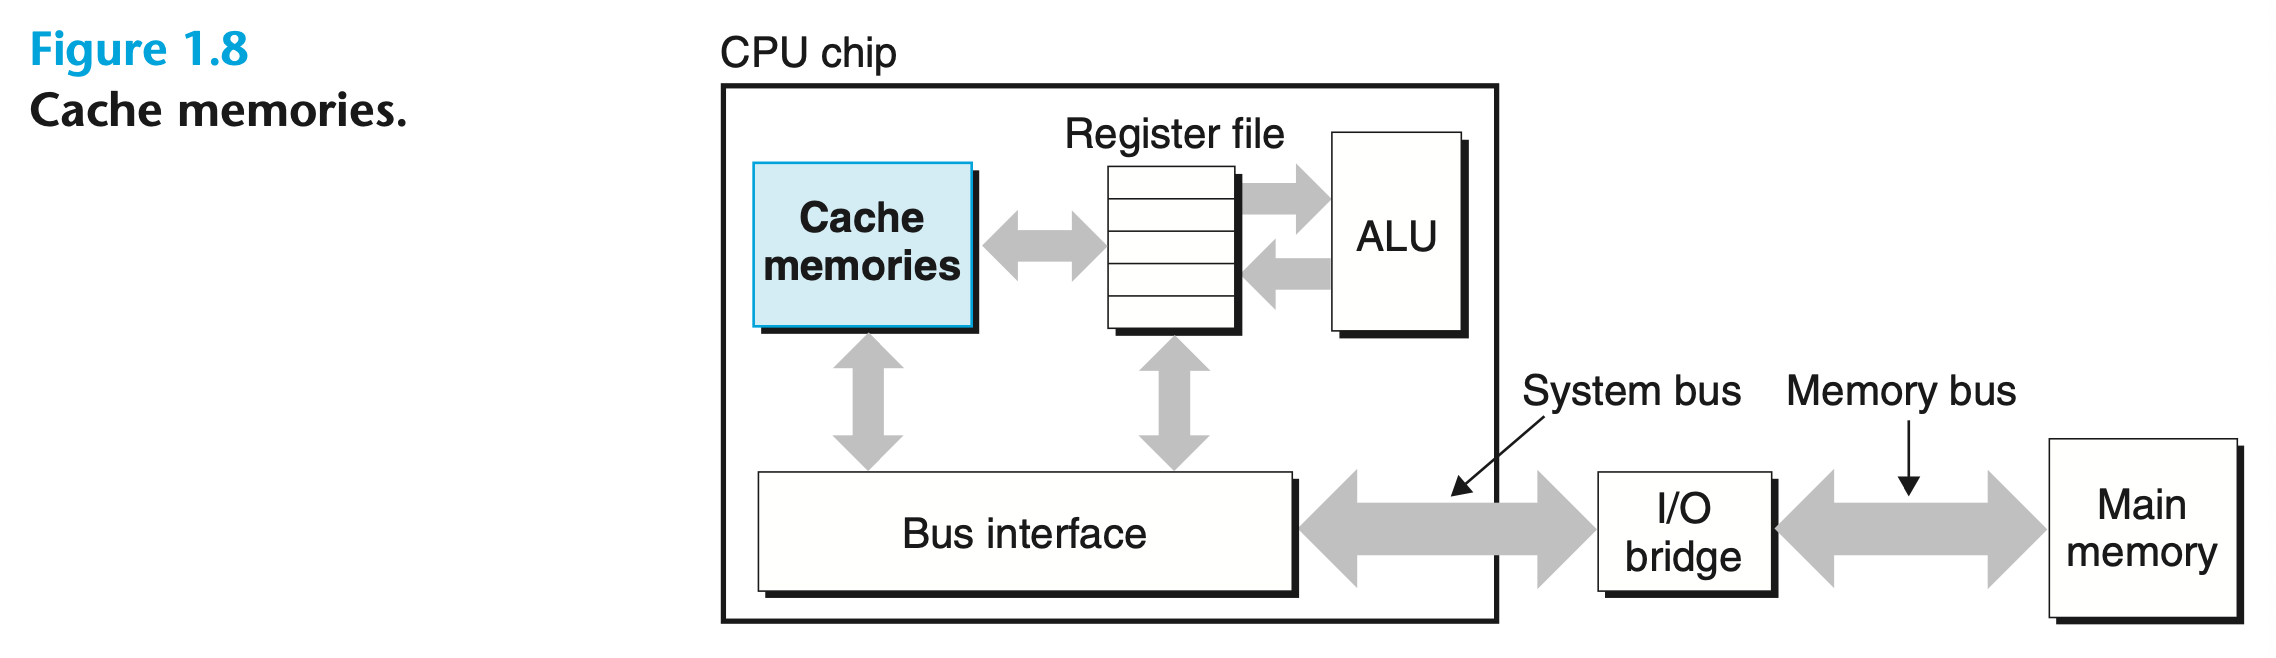 Figure 1.8
Cache memories.
CPU chip
Register file
Cache
memories
ALU
System bus
Memory bus
Bus interface
I/O
bridge
Main
memory